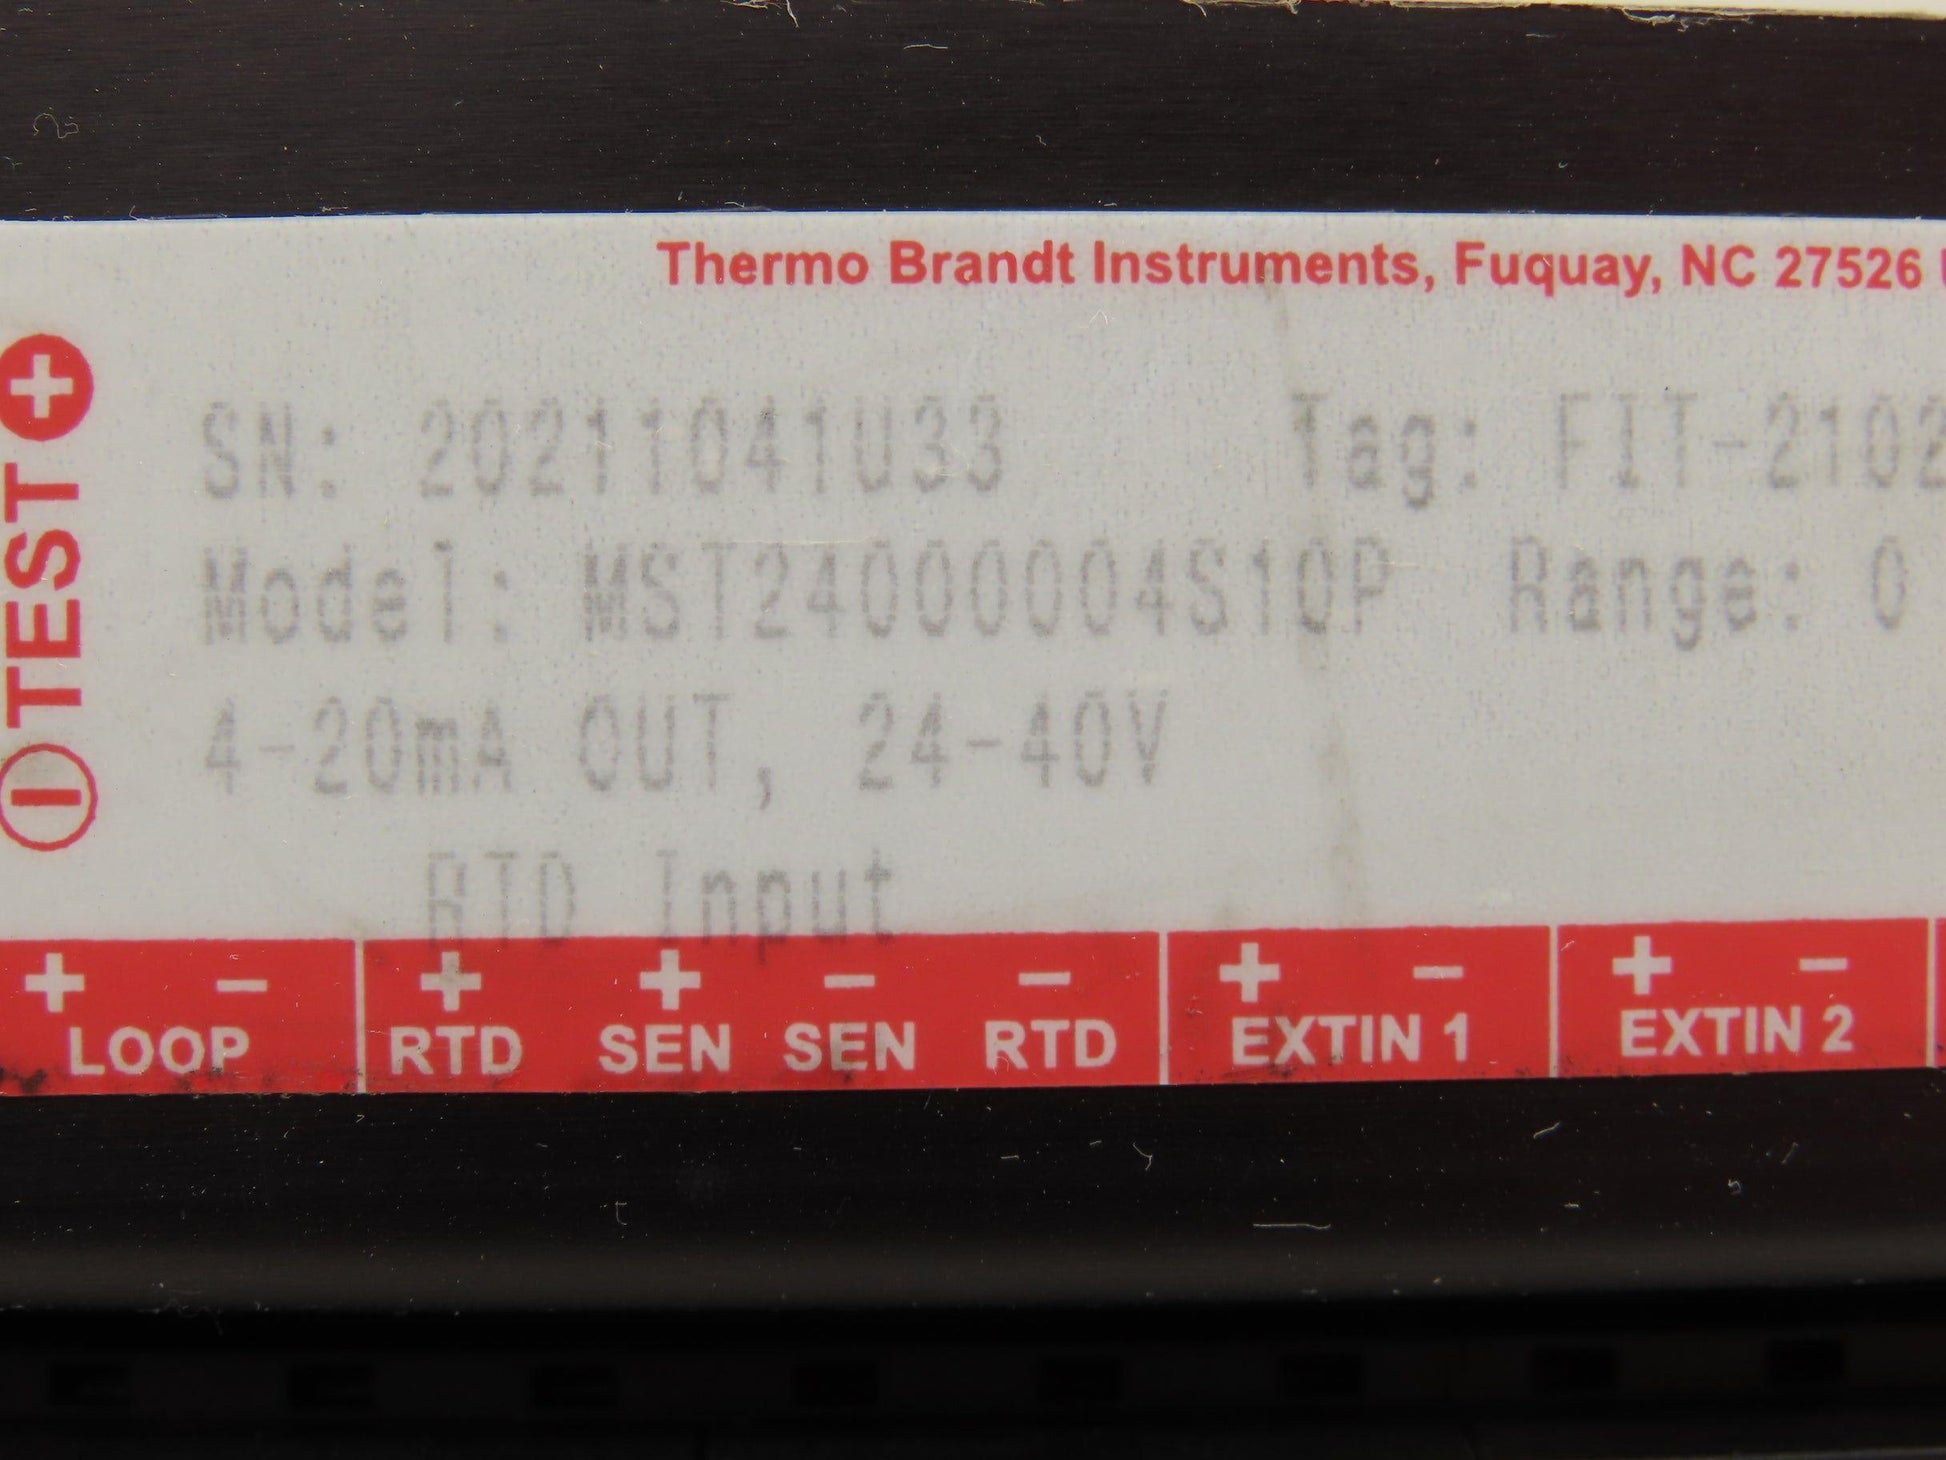 Thermo Brandt Instruments, Fuquay, NC 27526
− TEST +
SN: 20211041U33 Tag: FIT-2102
Model: MST24000004S10P Range: 0
4-20mA OUT, 24-40V
RTD Input
+ − + + − − + − + −
LOOP RTD SEN SEN RTD EXTIN 1 EXTIN 2